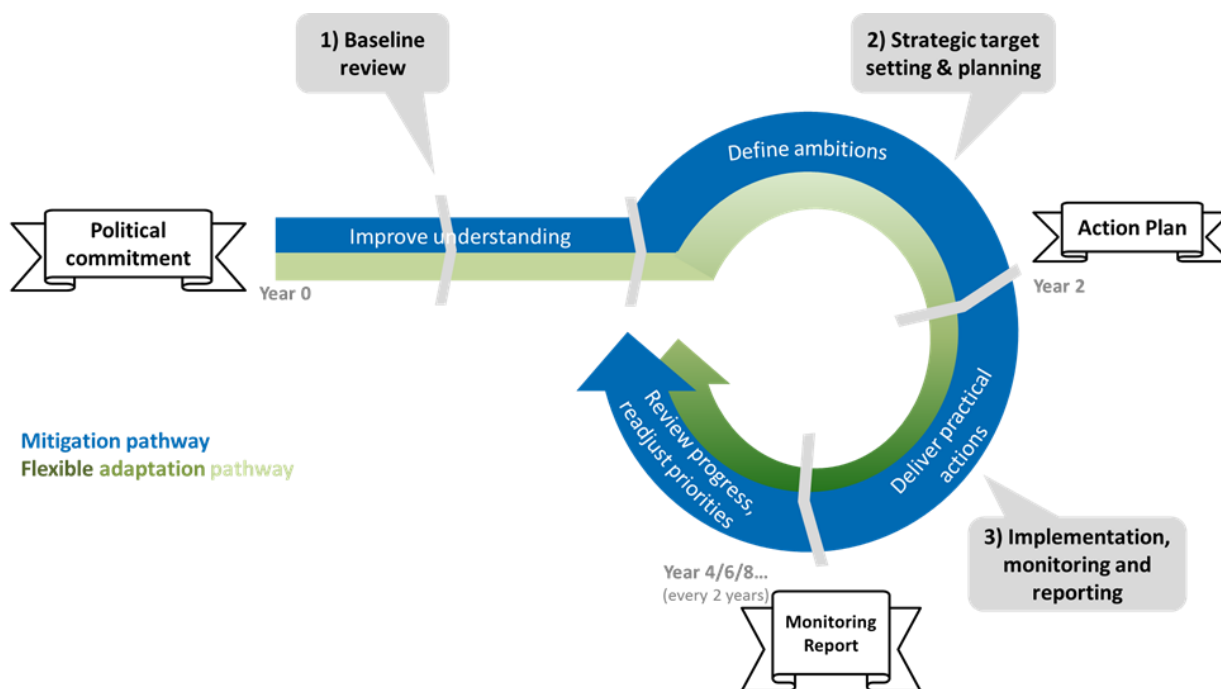 1) Baseline
review
2) Strategic target
setting & planning
Define ambitions
Political
commitment
Improve understanding
Action Plan
Year 0
Year 2
Mitigation pathway
Flexible adaptation pathway
Review progress,
readjust priorities
Deliver practical
actions
3) Implementation,
monitoring and
reporting
Year 4/6/8...
(every 2 years)
Monitoring
Report